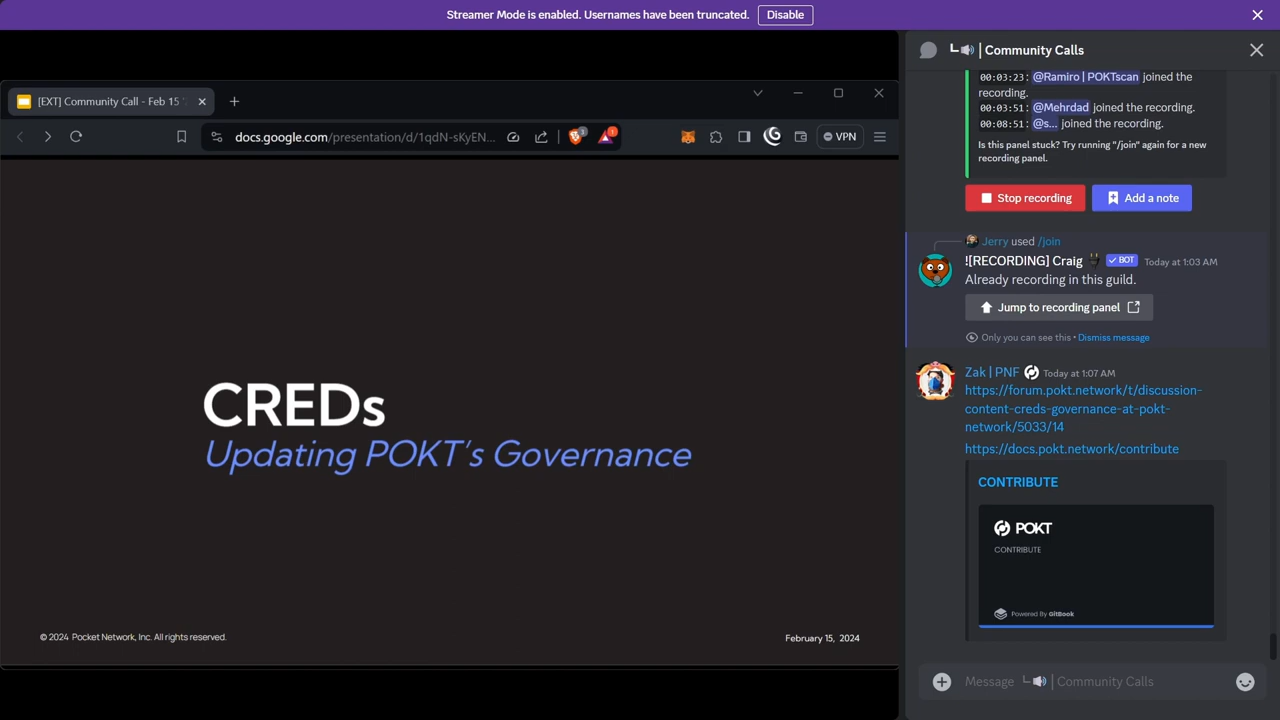 Streamer Mode is enabled. Usernames have been truncated. Disable
[EXT] Community Call - Feb 15 '
docs.google.com/presentation/d/1qdN-sKyEN...
VPN
CREDs
Updating POKT's Governance
© 2024 Pocket Network, Inc. All rights reserved.
February 15, 2024
Community Calls
00:03:23: @Ramiro | POKTscan joined the
recording.
00:03:51: @Mehrdad joined the recording.
00:08:51: @s... joined the recording.
Is this panel stuck? Try running "/join" again for a new
recording panel.
Stop recording
Add a note
Jerry used /join
![RECORDING] Craig BOT Today at 1:03 AM
Already recording in this guild.
Jump to recording panel
Only you can see this • Dismiss message
Zak | PNF Today at 1:07 AM
https://forum.pokt.network/t/discussion-
content-creds-governance-at-pokt-
network/5033/14
https://docs.pokt.network/contribute
CONTRIBUTE
POKT
CONTRIBUTE
Powered By GitBook
Message Community Calls